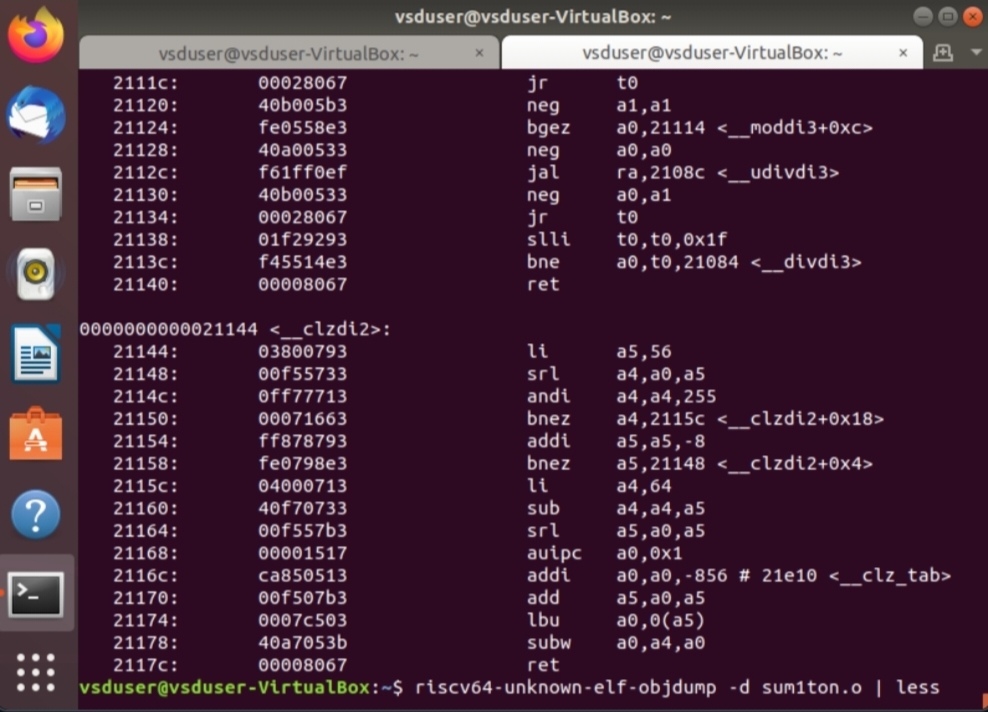 vsduser@vsduser-VirtualBox: ~
vsduser@vsduser-VirtualBox: ~ × vsduser@vsduser-VirtualBox: ~ ×
2111c: 00028067 jr t0
21120: 40b005b3 neg a1,a1
21124: fe0558e3 bgez a0,21114 <__moddi3+0xc>
21128: 40a00533 neg a0,a0
2112c: f61ff0ef jal ra,2108c <__udivdi3>
21130: 40b00533 neg a0,a1
21134: 00028067 jr t0
21138: 01f29293 slli t0,t0,0x1f
2113c: f45514e3 bne a0,t0,21084 <__divdi3>
21140: 00008067 ret
0000000000021144 <__clzdi2>:
21144: 03800793 li a5,56
21148: 00f55733 srl a4,a0,a5
2114c: 0ff77713 andi a4,a4,255
21150: 00071663 bnez a4,2115c <__clzdi2+0x18>
21154: ff878793 addi a5,a5,-8
21158: fe0798e3 bnez a5,21148 <__clzdi2+0x4>
2115c: 04000713 li a4,64
21160: 40f70733 sub a4,a4,a5
21164: 00f557b3 srl a5,a0,a5
21168: 00001517 auipc a0,0x1
2116c: ca850513 addi a0,a0,-856 # 21e10 <__clz_tab>
21170: 00f507b3 add a5,a0,a5
21174: 0007c503 lbu a0,0(a5)
21178: 40a7053b subw a0,a4,a0
2117c: 00008067 ret
vsduser@vsduser-VirtualBox:~$ riscv64-unknown-elf-objdump -d sum1ton.o | less